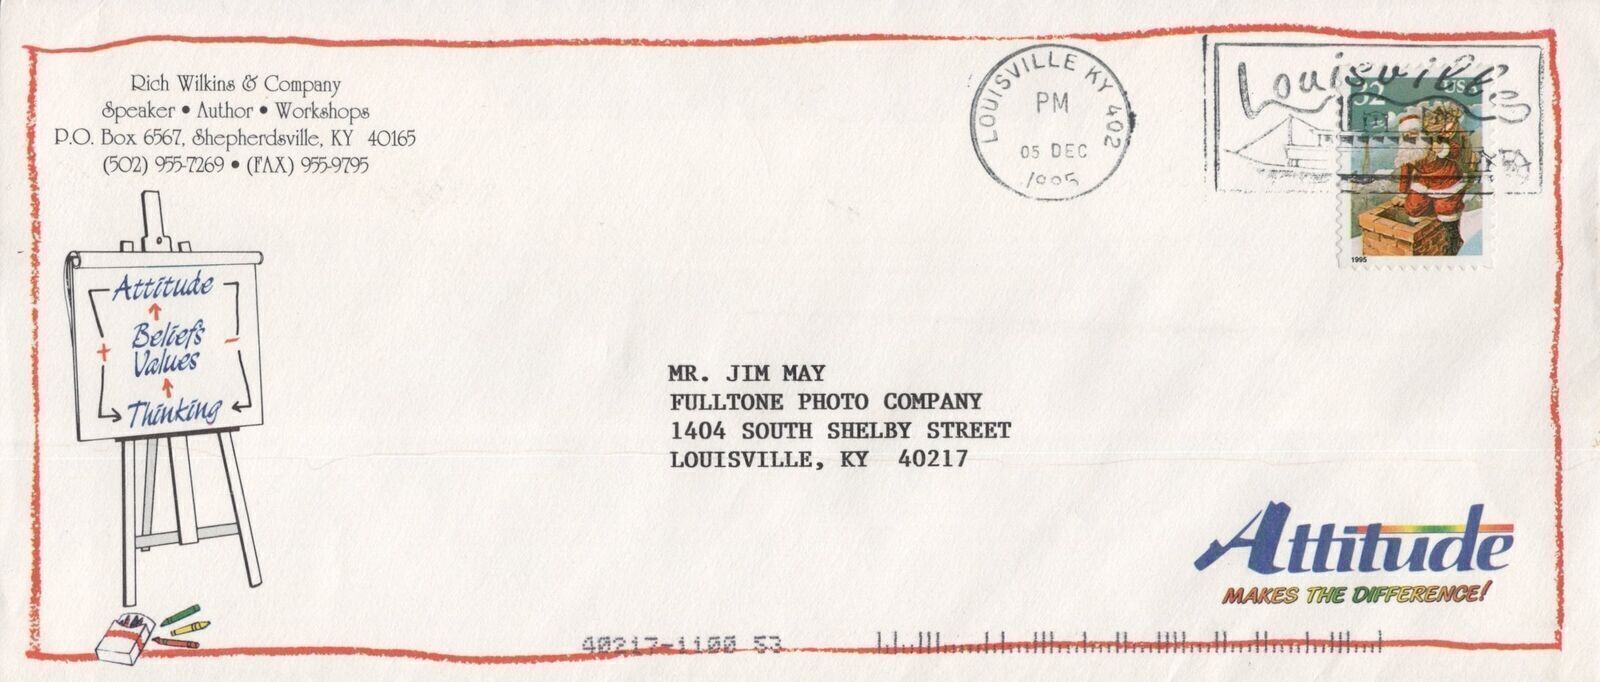 Rich Wilkins & Company
Speaker • Author • Workshops
P.O. Box 6567, Shepherdsville, KY 40165
(502) 955-7269 • (FAX) 955-9795
LOUISVILLE KY 402
PM
05 DEC
1995
Louisville
32 US
1995
Attitude
Beliefs
+ Values -
Thinking
MR. JIM MAY
FULLTONE PHOTO COMPANY
1404 SOUTH SHELBY STREET
LOUISVILLE, KY 40217
Attitude
MAKES THE DIFFERENCE!
40217-1100 53